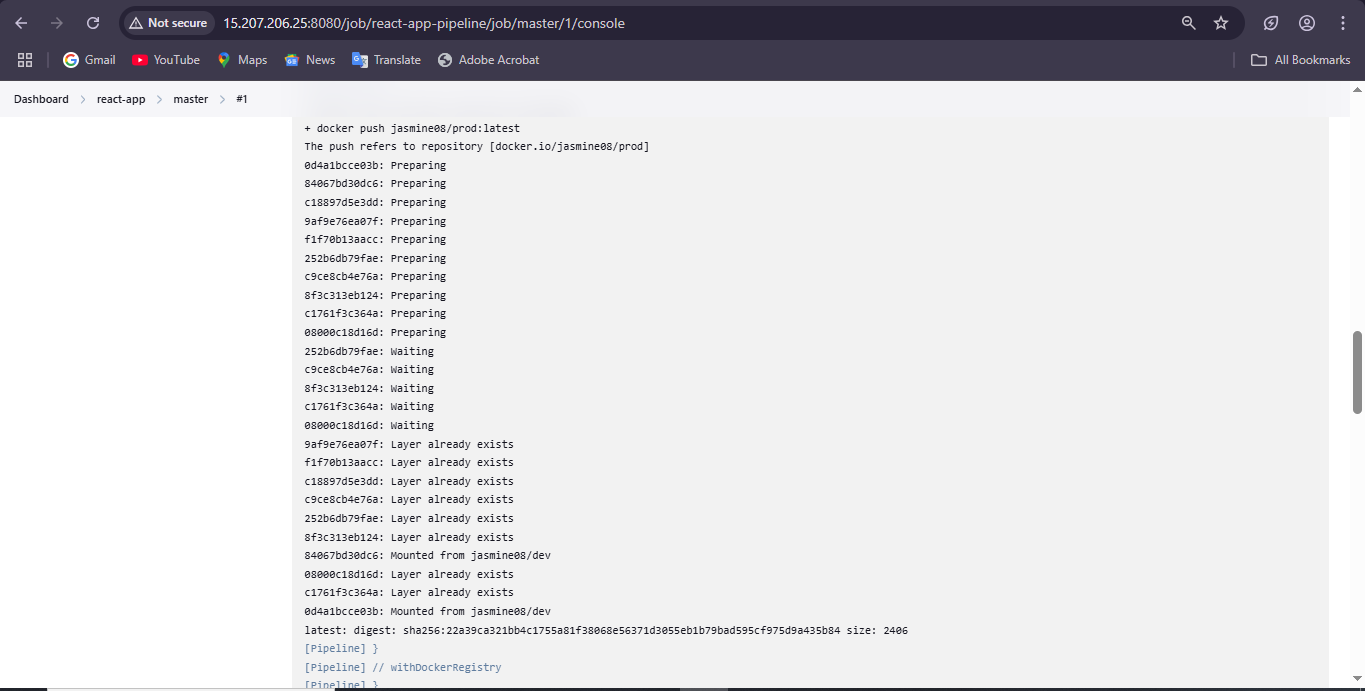 Not secure 15.207.206.25:8080/job/react-app-pipeline/job/master/1/console
Gmail YouTube Maps News Translate Adobe Acrobat All Bookmarks
Dashboard react-app master #1
+ docker push jasmine08/prod:latest
The push refers to repository [docker.io/jasmine08/prod]
0d4a1bcce03b: Preparing
84067bd30dc6: Preparing
c18897d5e3dd: Preparing
9af9e76ea07f: Preparing
f1f70b13aacc: Preparing
252b6db79fae: Preparing
c9ce8cb4e76a: Preparing
8f3c313eb124: Preparing
c1761f3c364a: Preparing
08000c18d16d: Preparing
252b6db79fae: Waiting
c9ce8cb4e76a: Waiting
8f3c313eb124: Waiting
c1761f3c364a: Waiting
08000c18d16d: Waiting
9af9e76ea07f: Layer already exists
f1f70b13aacc: Layer already exists
c18897d5e3dd: Layer already exists
c9ce8cb4e76a: Layer already exists
252b6db79fae: Layer already exists
8f3c313eb124: Layer already exists
84067bd30dc6: Mounted from jasmine08/dev
08000c18d16d: Layer already exists
c1761f3c364a: Layer already exists
0d4a1bcce03b: Mounted from jasmine08/dev
latest: digest: sha256:22a39ca321bb4c1755a81f38068e56371d3055eb1b79bad595cf975d9a435b84 size: 2406
[Pipeline] }
[Pipeline] // withDockerRegistry
[Pipeline] }